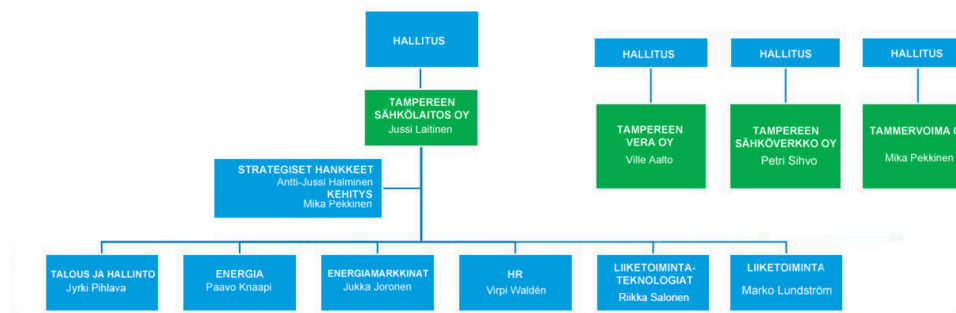 HALLITUS
HALLITUS
HALLITUS
HALLITUS
TAMPEREEN
SÄHKÖLAITOS OY
Jussi Laitinen
TAMPEREEN
VERA OY
Ville Aalto
TAMPEREEN
SÄHKÖVERKKO OY
Petri Sihvo
TAMMERVOIMA
Mika Pekkinen
STRATEGISET HANKKEET
Antti-Jussi Halminen
KEHITYS
Mika Pekkinen
TALOUS JA HALLINTO
Jyrki Pihlava
ENERGIA
Paavo Knaapi
ENERGIAMARKKINAT
Jukka Joronen
HR
Virpi Waldén
LIIKETOIMINTA-
TEKNOLOGIAT
Riikka Salonen
LIIKETOIMINTA
Marko Lundström